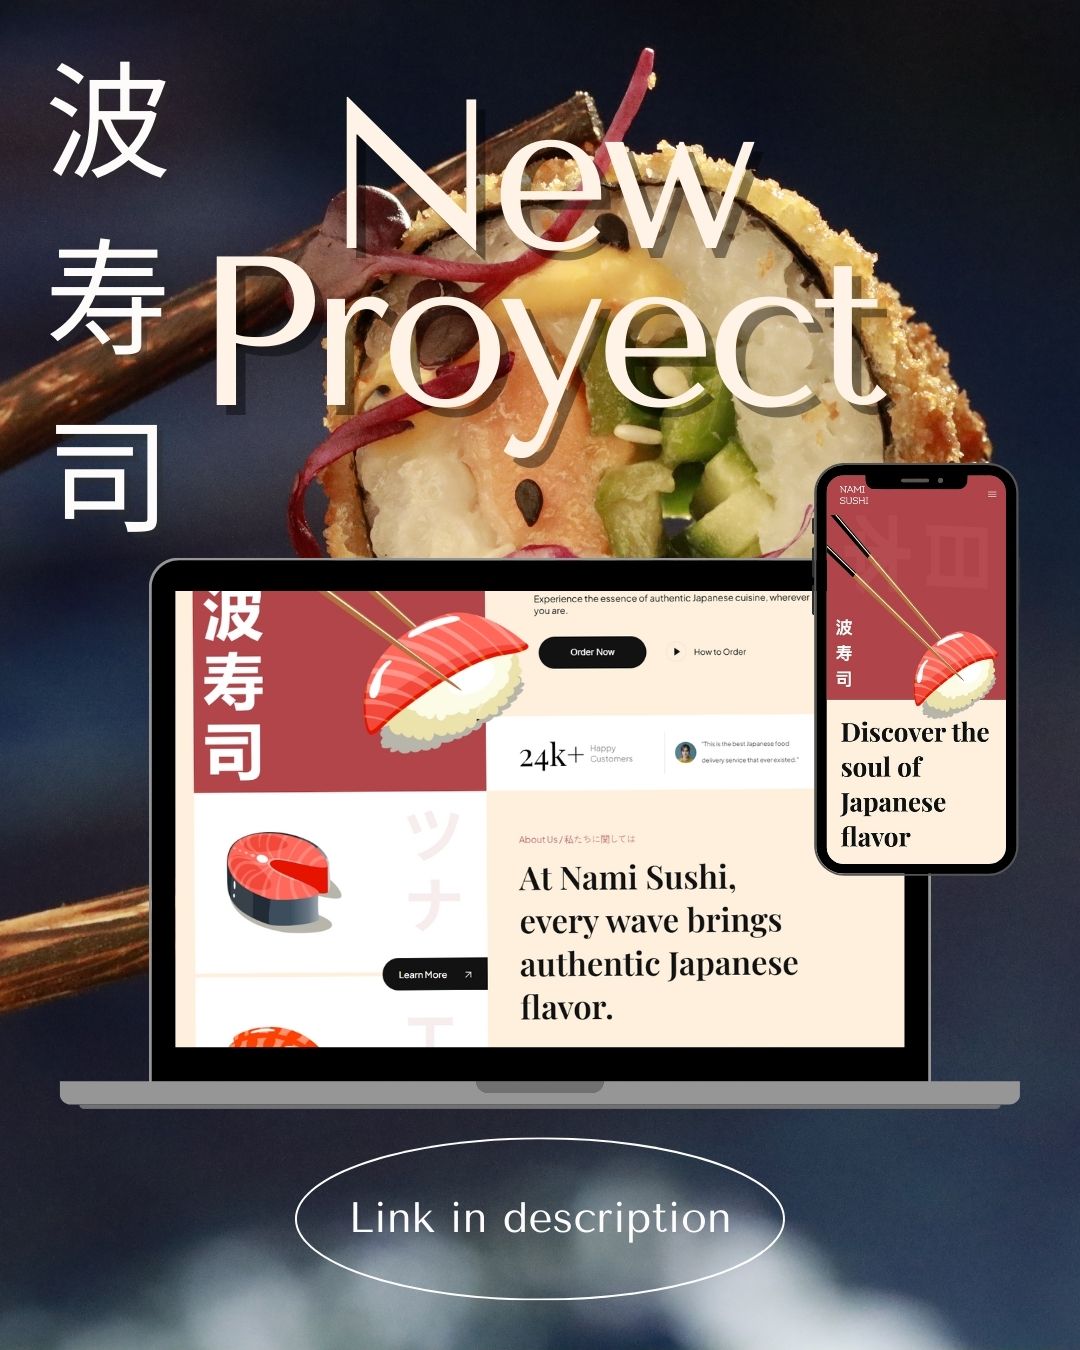 波
寿
司
New
Proyect
NAMI
SUSHI
日本
波
寿
司
Discover the
soul of
Japanese
flavor
波
寿
司
Experience the essence of authentic Japanese cuisine, wherever
you are.
Order Now
How to Order
24k+
Happy
Customers
"This is the best Japanese food
delivery service that ever existed."
About Us / 私たちに関しては
At Nami Sushi,
every wave brings
authentic Japanese
flavor.
ツ
ナ
Learn More
エ
Link in description